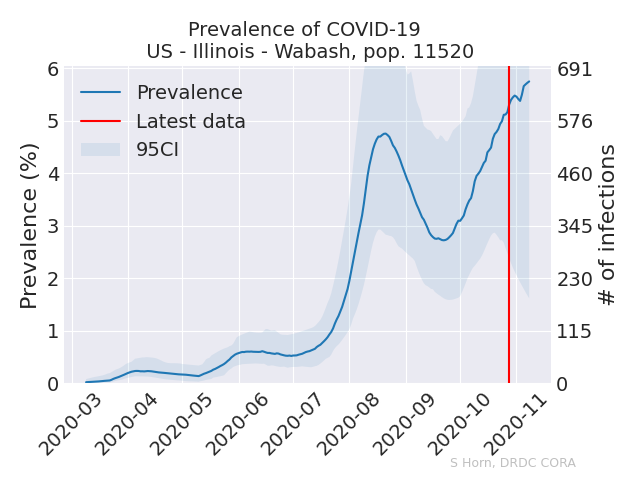 Prevalence of COVID-19
US - Illinois - Wabash, pop. 11520
Prevalence
Latest data
95CI
Prevalence (%)
6
5
4
3
2
1
0
691
576
460
345
230
115
0
# of infections
2020-03
2020-04
2020-05
2020-06
2020-07
2020-08
2020-09
2020-10
2020-11
S Horn, DRDC CORA